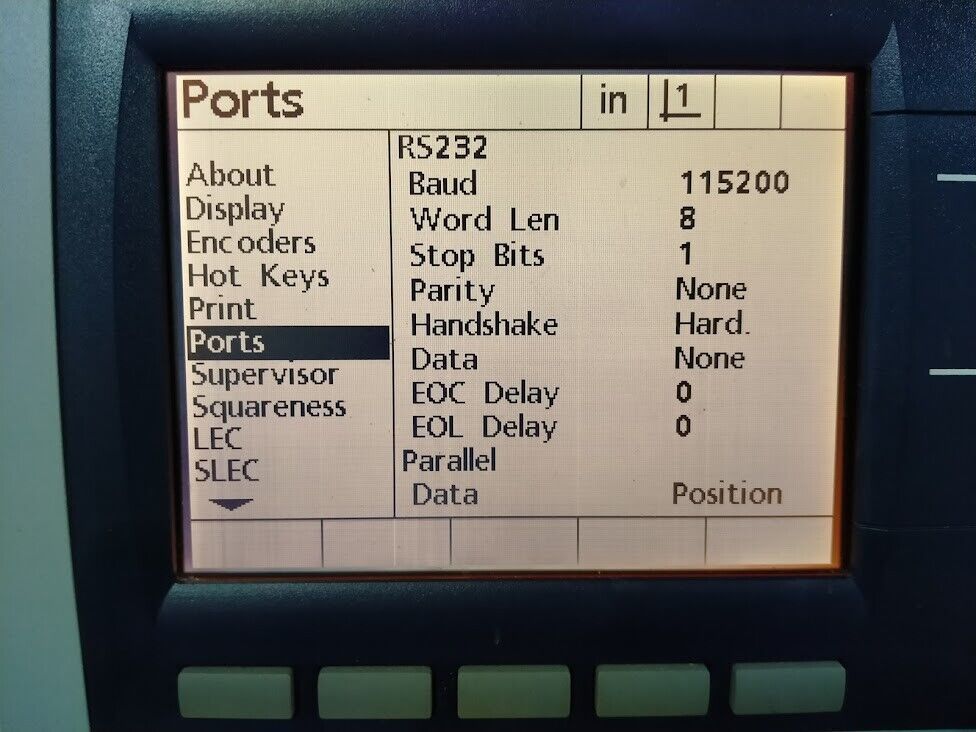 Ports in 1
About
Display
Encoders
Hot Keys
Print
Ports
Supervisor
Squareness
LEC
SLEC
RS232
Baud 115200
Word Len 8
Stop Bits 1
Parity None
Handshake Hard.
Data None
EOC Delay 0
EOL Delay 0
Parallel
Data Position